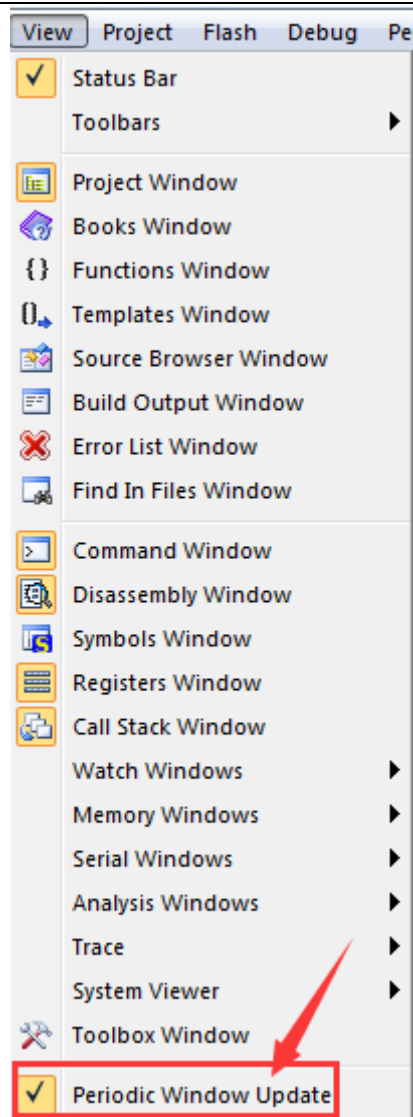 View Project Flash Debug Pe
Status Bar
Toolbars
Project Window
Books Window
{} Functions Window
Templates Window
Source Browser Window
Build Output Window
Error List Window
Find In Files Window
Command Window
Disassembly Window
Symbols Window
Registers Window
Call Stack Window
Watch Windows
Memory Windows
Serial Windows
Analysis Windows
Trace
System Viewer
Toolbox Window
Periodic Window Update